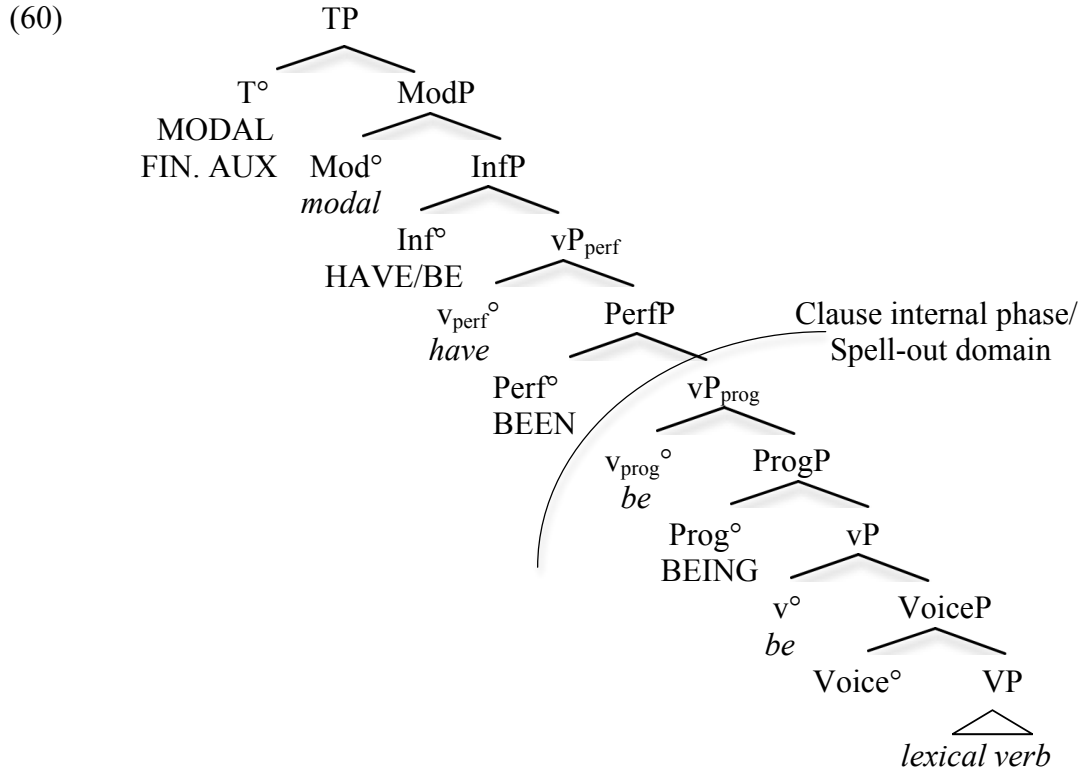 (60) TP
T° ModP
MODAL
FIN. AUX Mod° InfP
modal
Inf° vPperf
HAVE/BE
vperf° PerfP Clause internal phase/
have Spell-out domain
Perf° vPprog
BEEN
vprog° ProgP
be
Prog° vP
BEING
v° VoiceP
be
Voice° VP
lexical verb